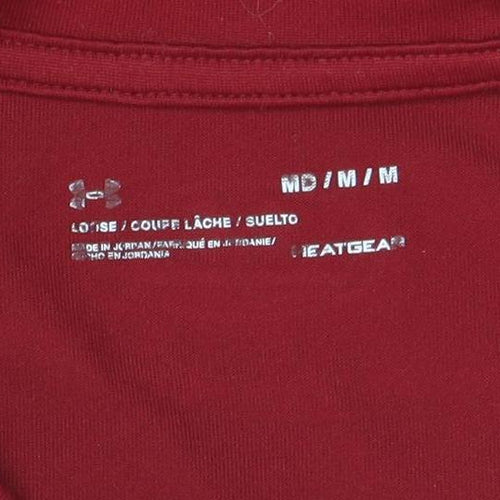 MD / M / M
LOOSE / COUPE LÂCHE / SUELTO
MADE IN JORDAN / FABRIQUÉ EN JORDANIE /
HECHO EN JORDANIA
HEATGEAR